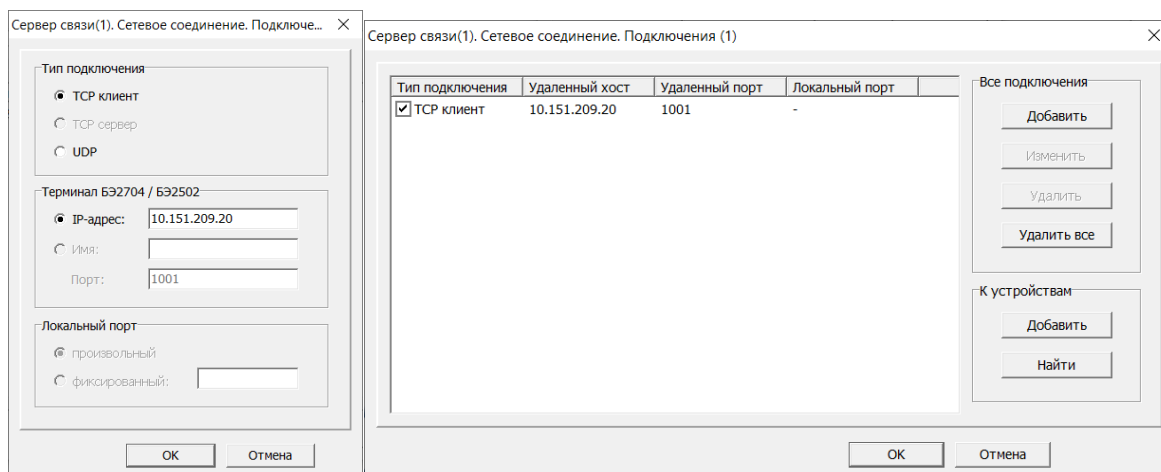 Сервер связи(1). Сетевое соединение. Подключе...
Тип подключения
TCP клиент
TCP сервер
UDP
Терминал БЭ2704 / БЭ2502
IP-адрес: 10.151.209.20
Имя:
Порт: 1001
Локальный порт
произвольный
фиксированный:
ОК Отмена
Сервер связи(1). Сетевое соединение. Подключения (1)
Тип подключения Удаленный хост Удаленный порт Локальный порт
TCP клиент 10.151.209.20 1001 -
Все подключения
Добавить
Изменить
Удалить
Удалить все
К устройствам
Добавить
Найти
ОК Отмена